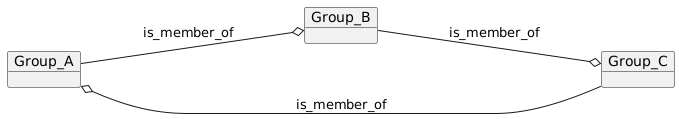 Group_B
is_member_of
is_member_of
Group_A
Group_C
is_member_of